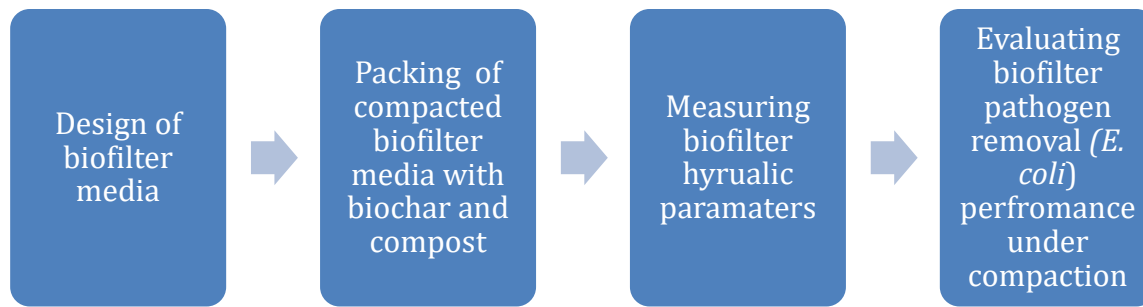 Design of
biofilter
media
Packing of
compacted
biofilter
media with
biochar and
compost
Measuring
biofilter
hyrualic
paramaters
Evaluating
biofilter
pathogen
removal (E.
coli)
perfromance
under
compaction